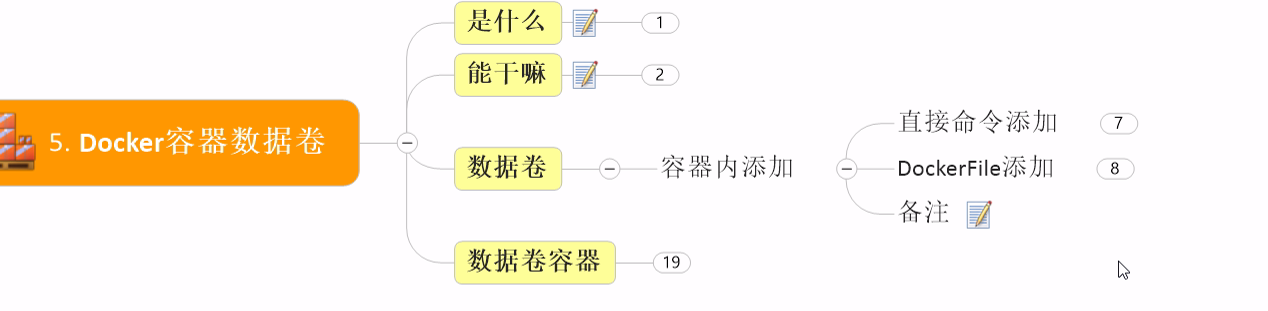 5. Docker容器数据卷
是什么 1
能干嘛 2
数据卷
容器内添加
直接命令添加 7
DockerFile添加 8
备注
数据卷容器 19